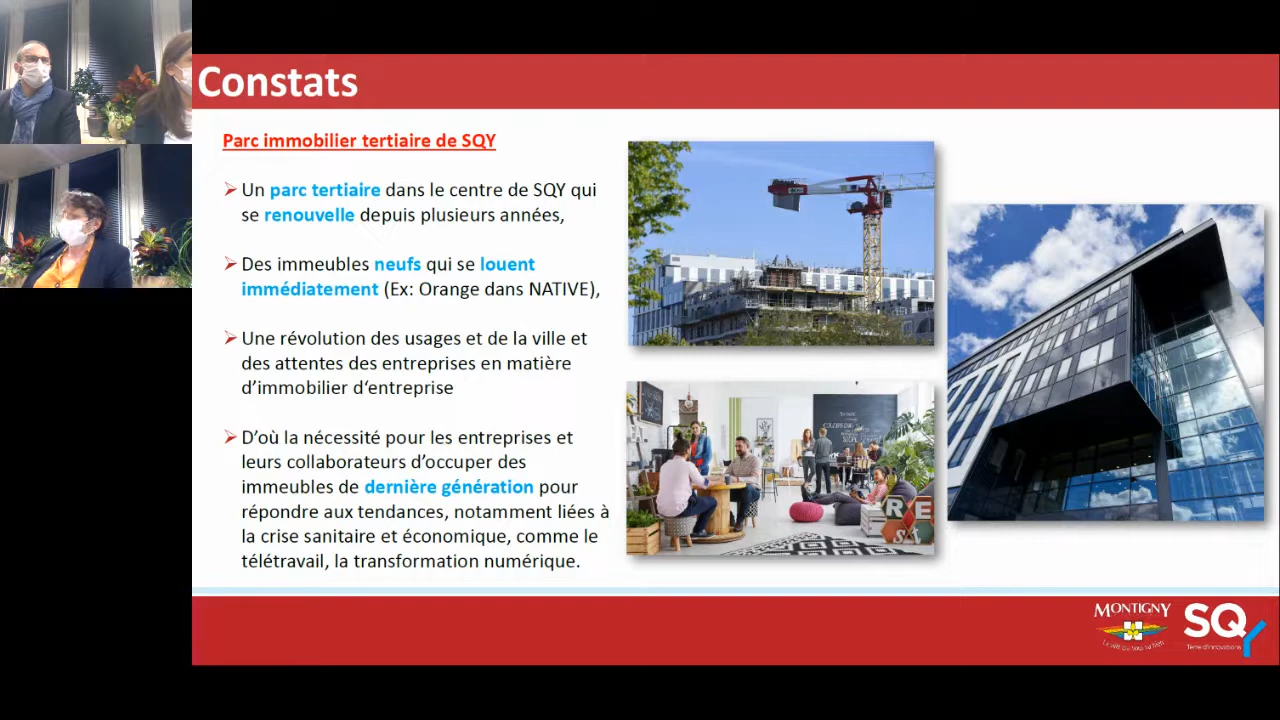 Constats
Parc immobilier tertiaire de SQY
Un parc tertiaire dans le centre de SQY qui
se renouvelle depuis plusieurs années,
Des immeubles neufs qui se louent
immédiatement (Ex: Orange dans NATIVE),
Une révolution des usages et de la ville et
des attentes des entreprises en matière
d’immobilier d‘entreprise
D’où la nécessité pour les entreprises et
leurs collaborateurs d’occuper des
immeubles de dernière génération pour
répondre aux tendances, notamment liées à
la crise sanitaire et économique, comme le
télétravail, la transformation numérique.
MONTIGNY
SQY
Terre d'innovations